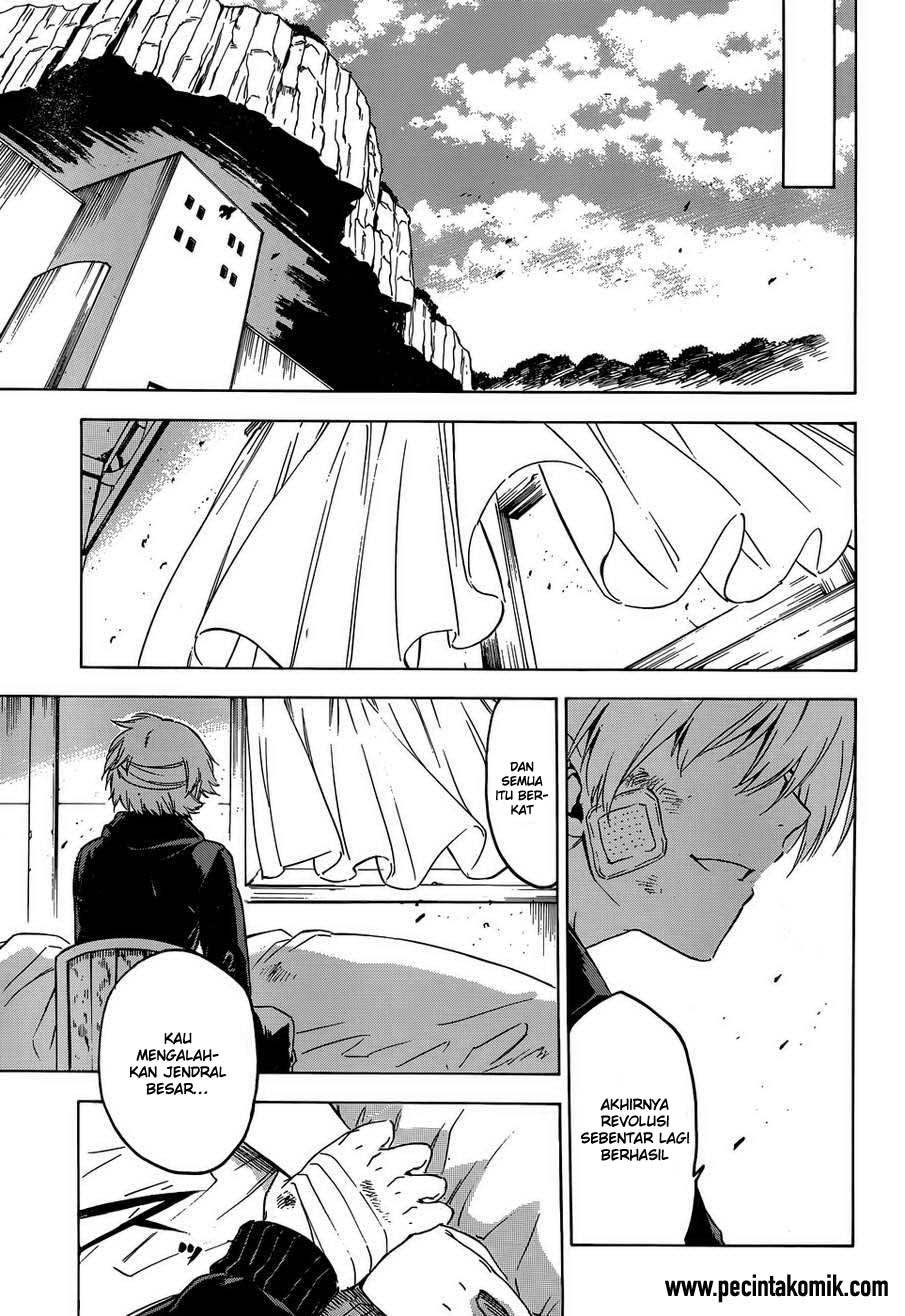 AKHIRNYA
REVOLUSI
SEBENTAR LAGI
BERHASIL
DAN
SEMUA
ITU BER-
KAT
KAU
MENGALAH-
KAN JENDRAL
BESAR...
www.pecintakomik.com